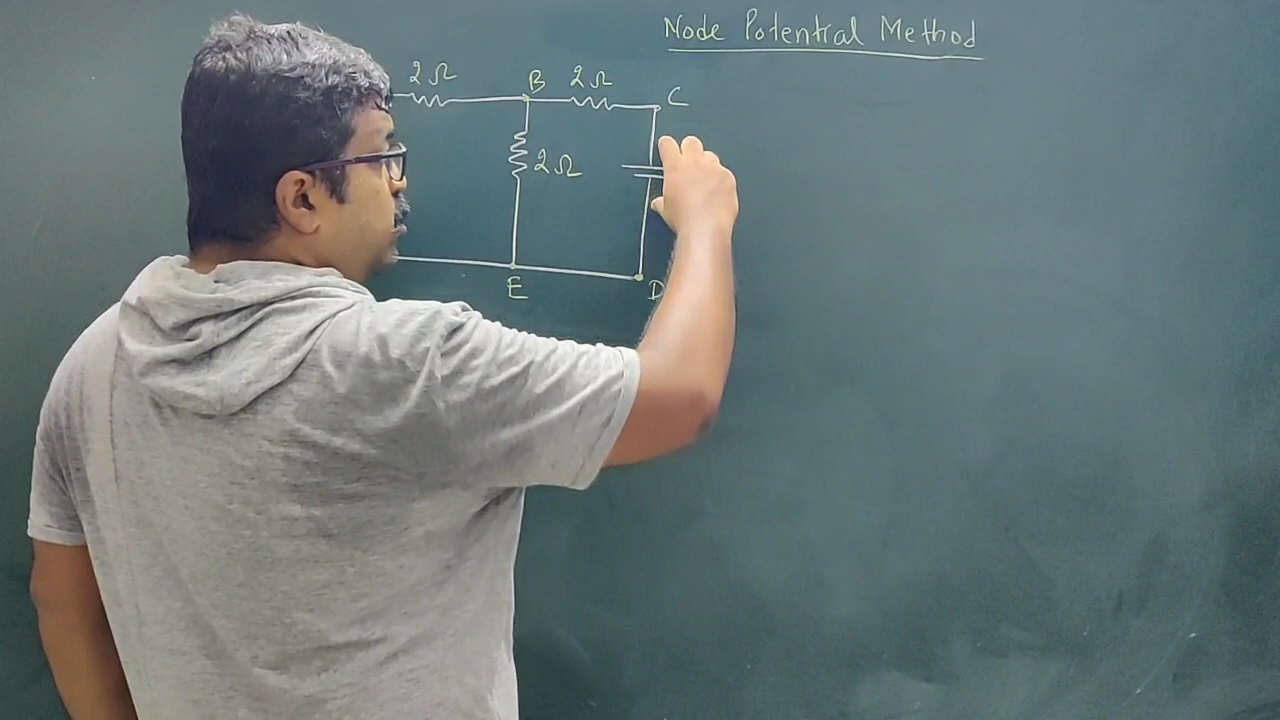 Node Potential Method
2Ω B 2Ω C
2Ω
E D